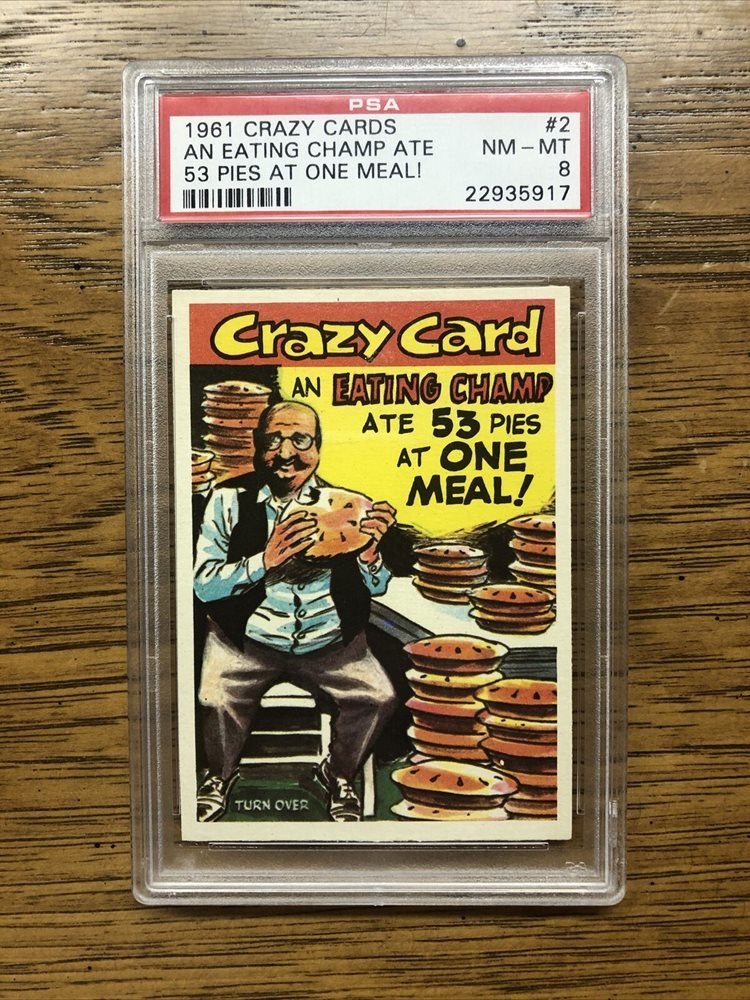 PSA
1961 CRAZY CARDS #2
AN EATING CHAMP ATE NM – MT
53 PIES AT ONE MEAL! 8
22935917
Crazy Card
AN EATING CHAMP
ATE 53 PIES
AT ONE
MEAL!
TURN OVER